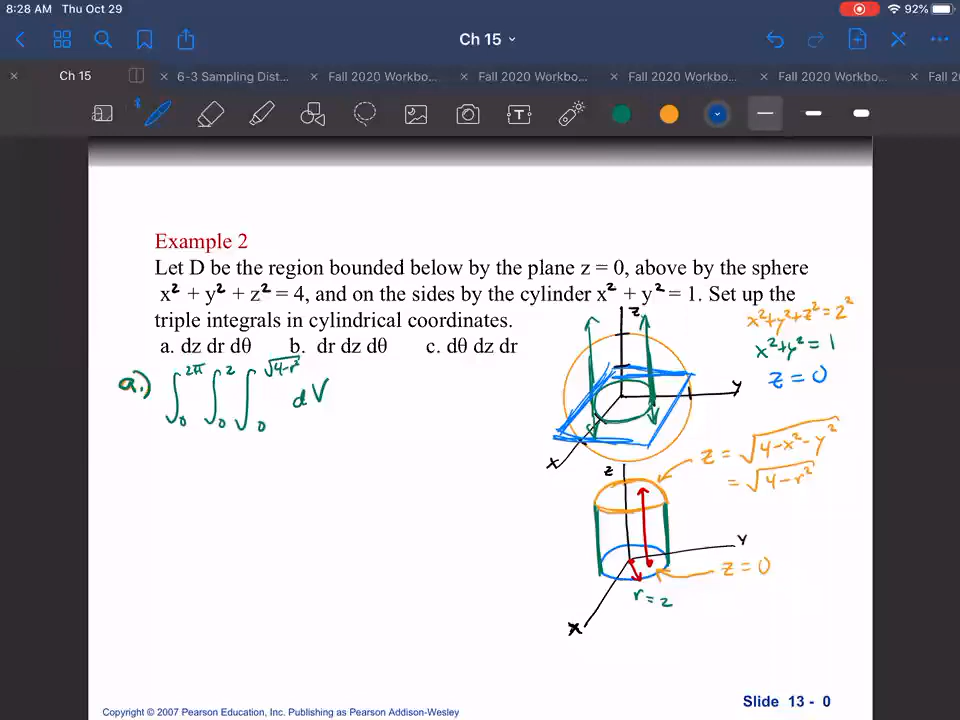 8:28 AM Thu Oct 29
92%
Ch 15
Ch 15
6-3 Sampling Dist...
Fall 2020 Workbo...
Fall 2020 Workbo...
Fall 2020 Workbo...
Fall 2020 Workbo...
Fall 20
T
Example 2
Let D be the region bounded below by the plane z = 0, above by the sphere
x² + y² + z² = 4, and on the sides by the cylinder x² + y² = 1. Set up the
triple integrals in cylindrical coordinates.
a. dz dr dθ b. dr dz dθ c. dθ dz dr
a.) ∫₀^2π ∫₀^2 ∫₀^√4-r² dV
z
y
x
x²+y²+z²=2²
x²+y²=1
z=0
z = √4-x²-y²
= √4-r²
z
y
x
z=0
r=2
Slide 13 - 0
Copyright © 2007 Pearson Education, Inc. Publishing as Pearson Addison-Wesley